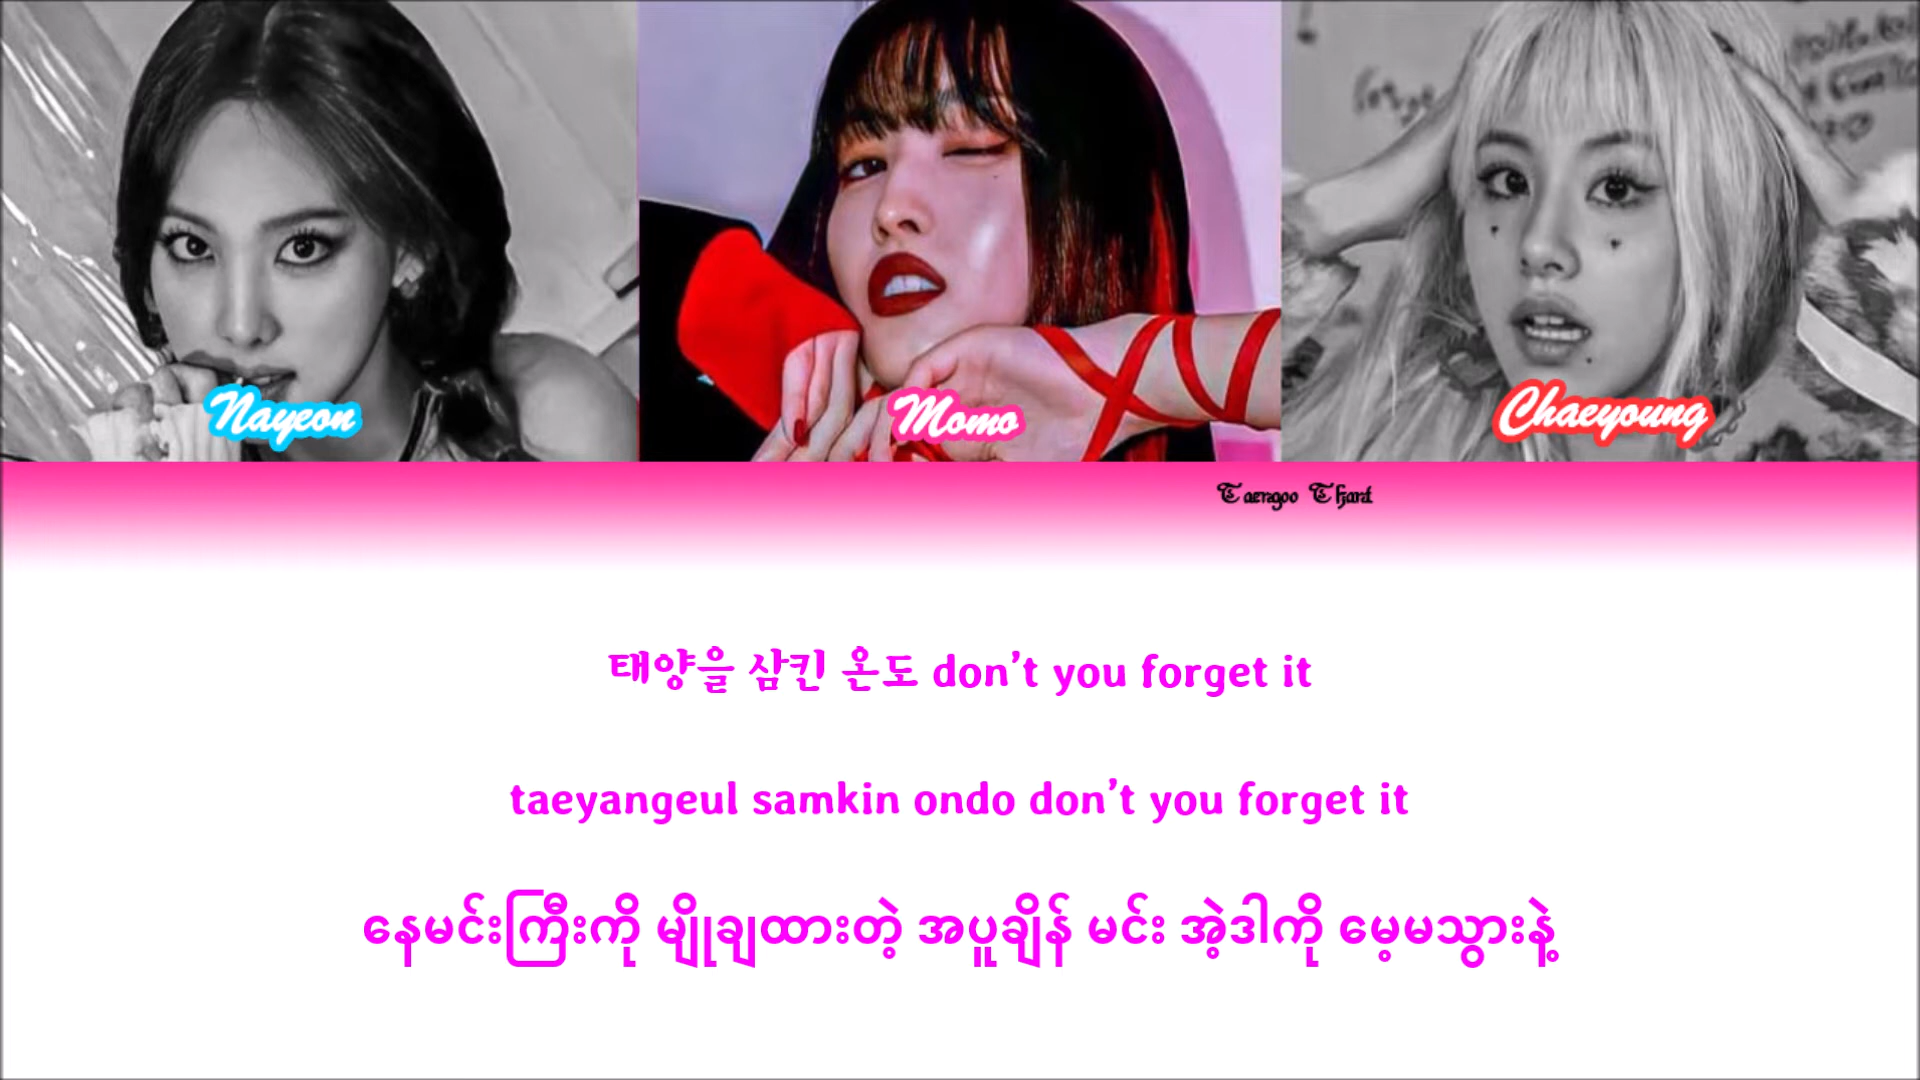 Nayeon
Momo
Chaeyoung
Taeragoo Thant
태양을 삼킨 온도 don't you forget it
taeyangeul samkin ondo don't you forget it
နေမင်းကြီးကို မျိုချထားတဲ့ အပူချိန် မင်း အဲ့ဒါကို မေ့မသွားနဲ့